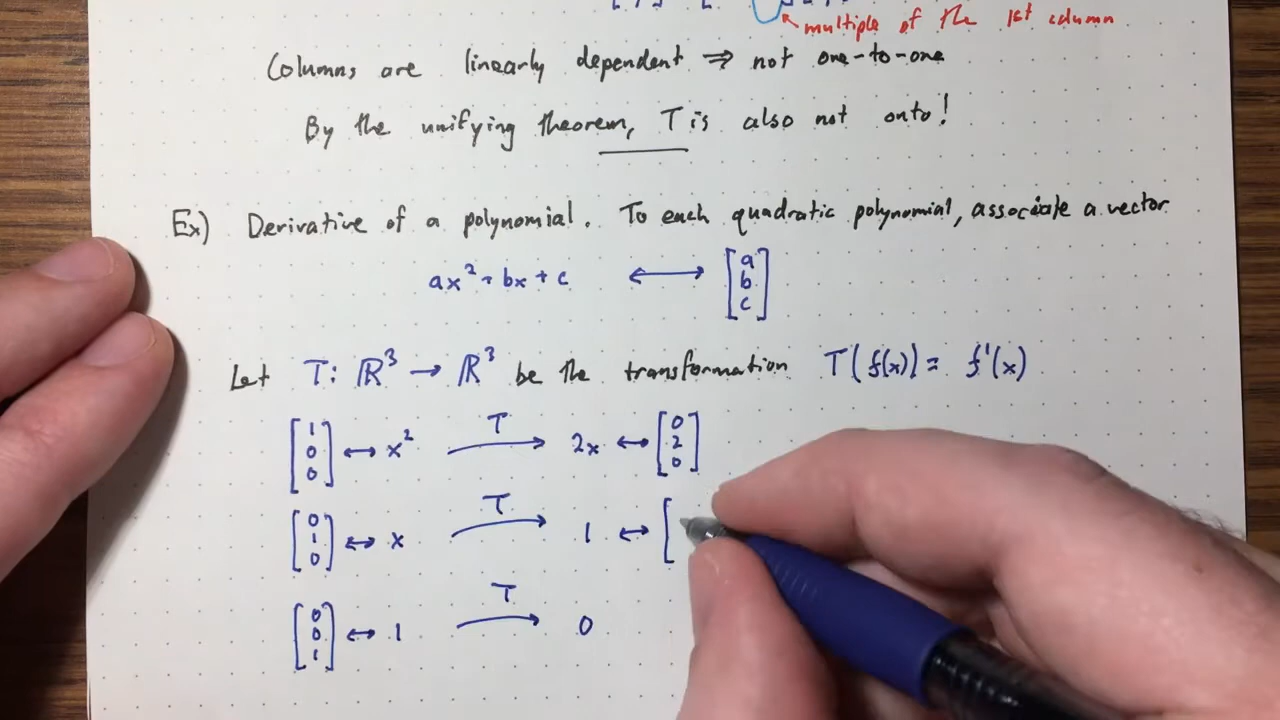 multiple of the 1st column
Columns are linearly dependent ⇒ not one-to-one
By the unifying theorem, T is also not onto!
Ex) Derivative of a polynomial. To each quadratic polynomial, associate a vector
ax² + bx + c ⟷ [a b c]
Let T: ℝ³ → ℝ³ be the transformation T(f(x)) = f'(x)
[1 0 0] ↔ x² T→ 2x ↔ [0 2 0]
[0 1 0] ↔ x T→ 1 ↔ [
[0 0 1] ↔ 1 T→ 0